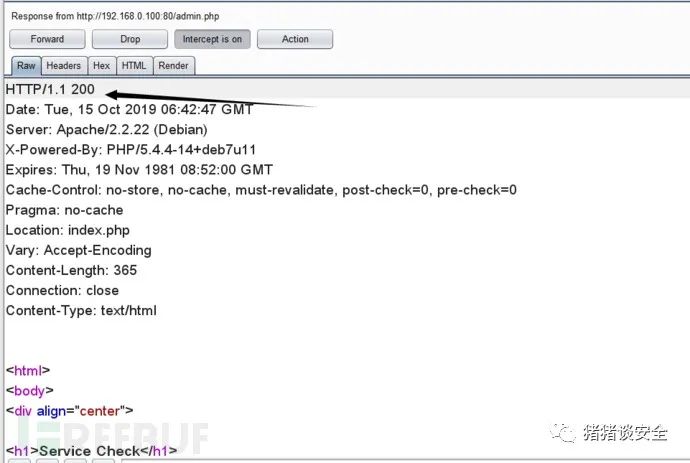 Response from http://192.168.0.100:80/admin.php
Forward Drop Intercept is on Action
Raw Headers Hex HTML Render
HTTP/1.1 200
Date: Tue, 15 Oct 2019 06:42:47 GMT
Server: Apache/2.2.22 (Debian)
X-Powered-By: PHP/5.4.4-14+deb7u11
Expires: Thu, 19 Nov 1981 08:52:00 GMT
Cache-Control: no-store, no-cache, must-revalidate, post-check=0, pre-check=0
Pragma: no-cache
Location: index.php
Vary: Accept-Encoding
Content-Length: 365
Connection: close
Content-Type: text/html
<html>
<body>
<div align="center">
REEBUF
猪猪谈安全
<h1>Service Check</h1>